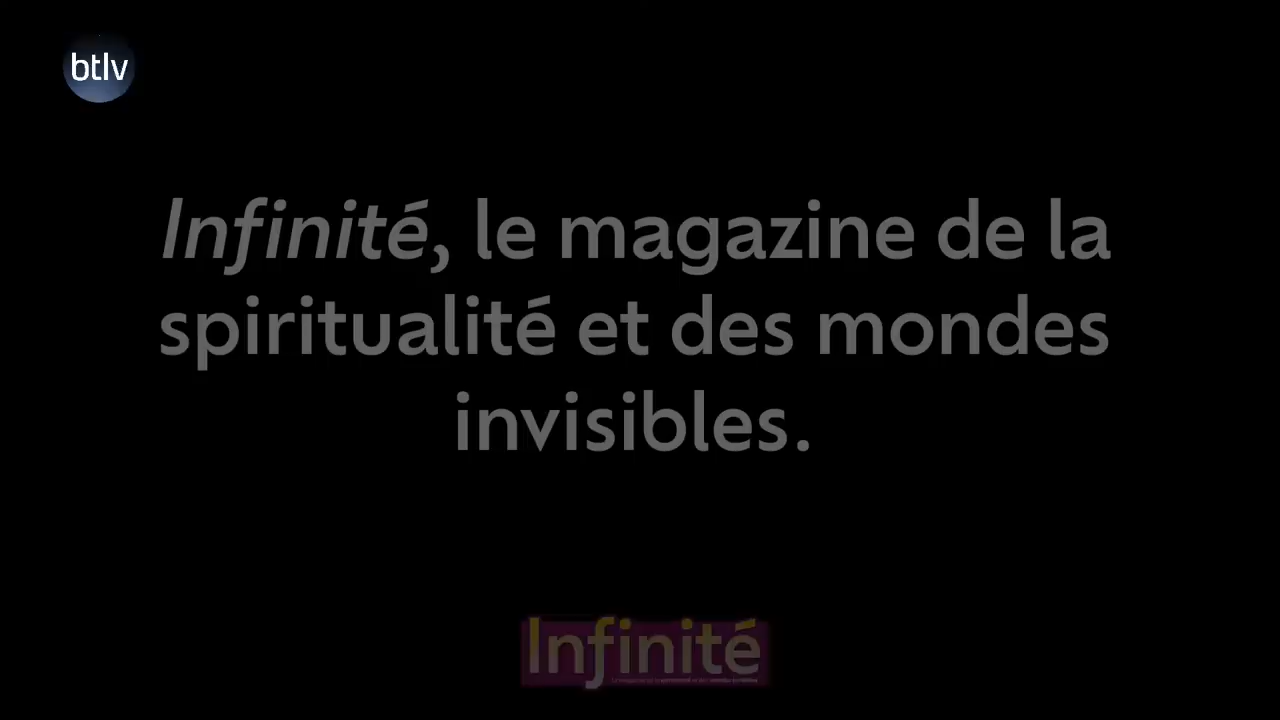 btlv
Infinité, le magazine de la
spiritualité et des mondes
invisibles.
Infinité